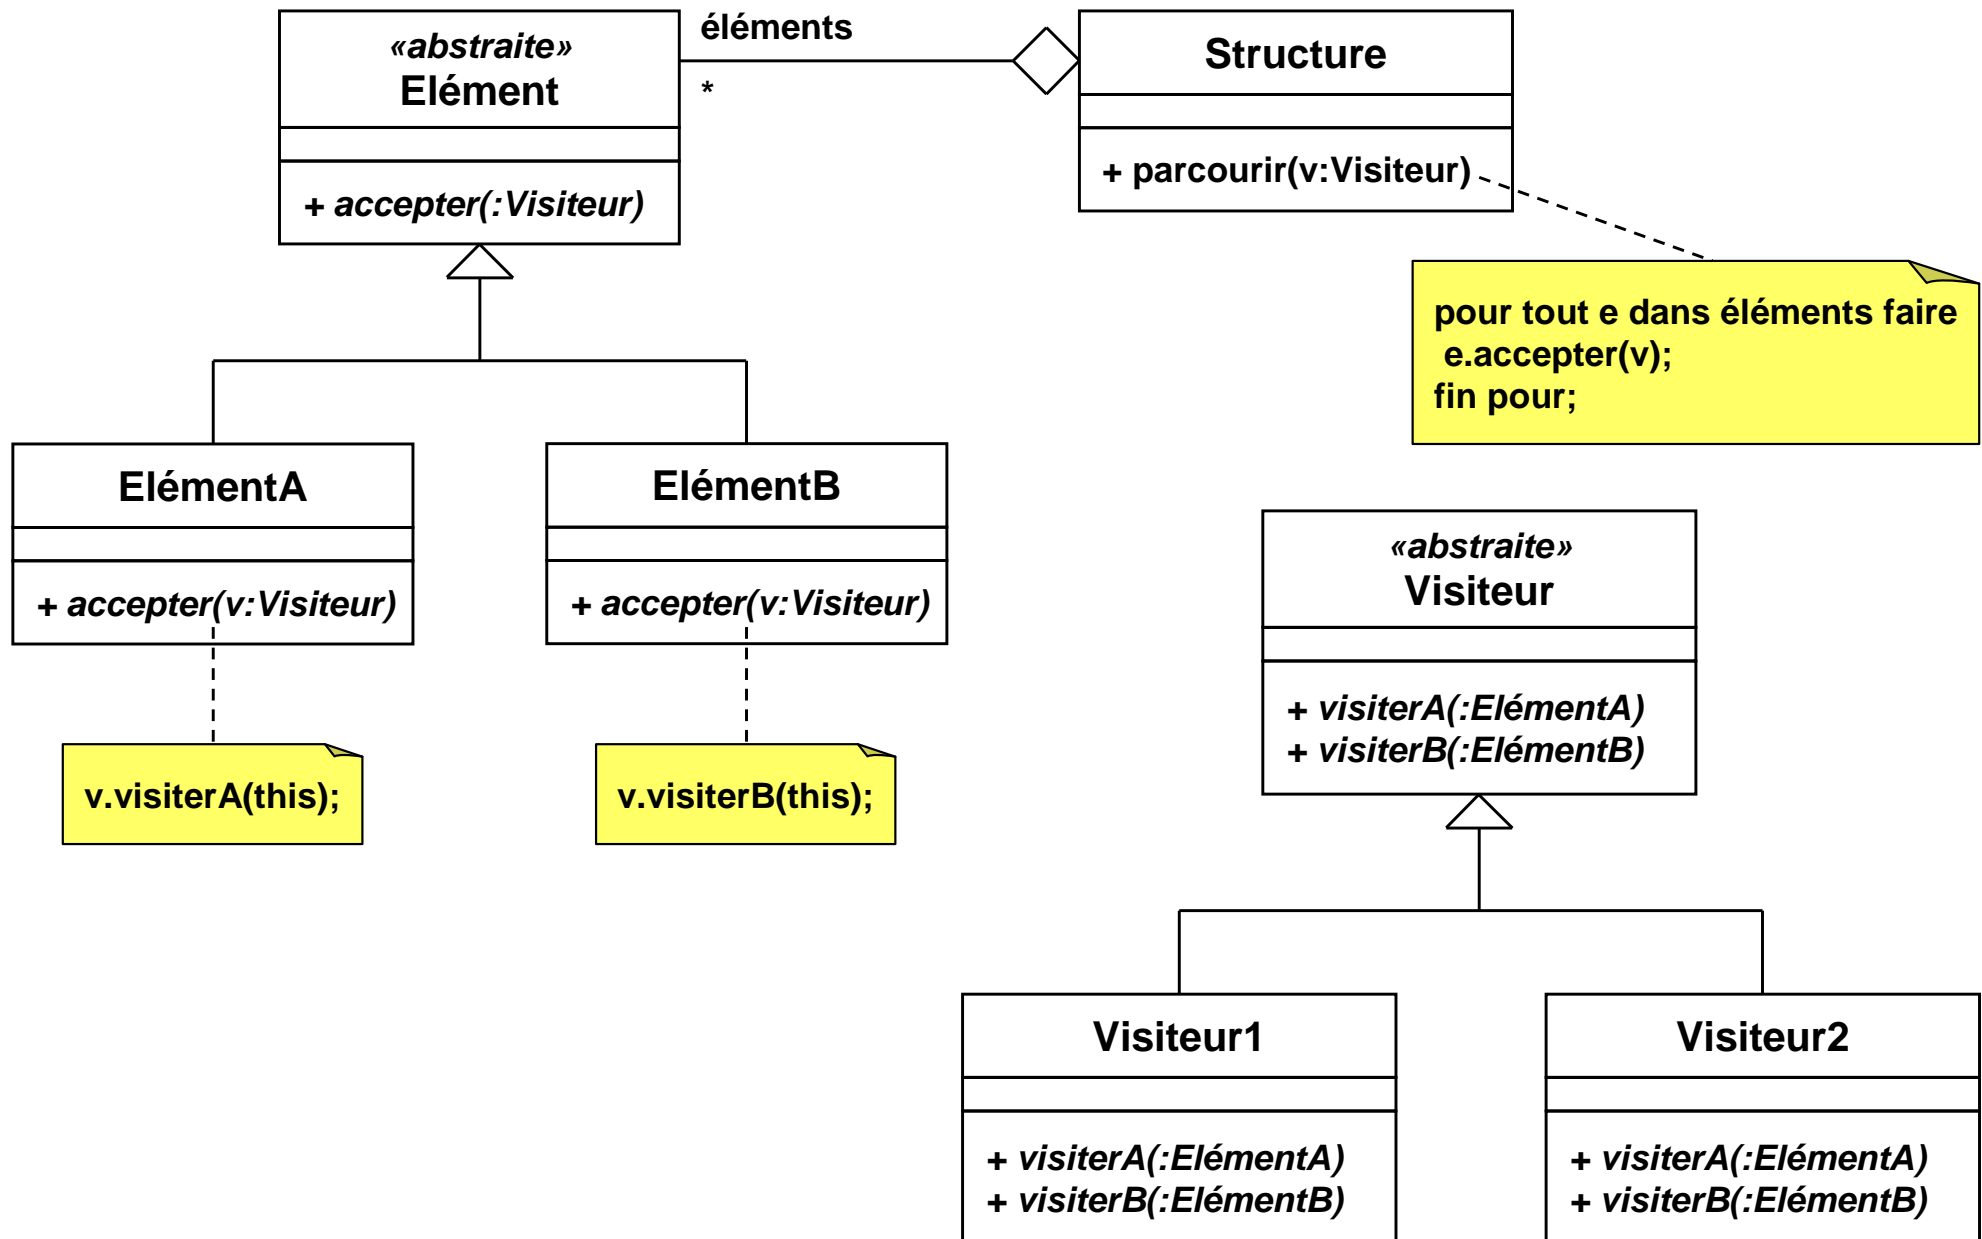 «abstraite»
Elément
+ accepter(:Visiteur)
éléments
*
Structure
+ parcourir(v:Visiteur)
pour tout e dans éléments faire
e.accepter(v);
fin pour;
ElémentA
+ accepter(v:Visiteur)
v.visiterA(this);
ElémentB
+ accepter(v:Visiteur)
v.visiterB(this);
«abstraite»
Visiteur
+ visiterA(:ElémentA)
+ visiterB(:ElémentB)
Visiteur1
+ visiterA(:ElémentA)
+ visiterB(:ElémentB)
Visiteur2
+ visiterA(:ElémentA)
+ visiterB(:ElémentB)